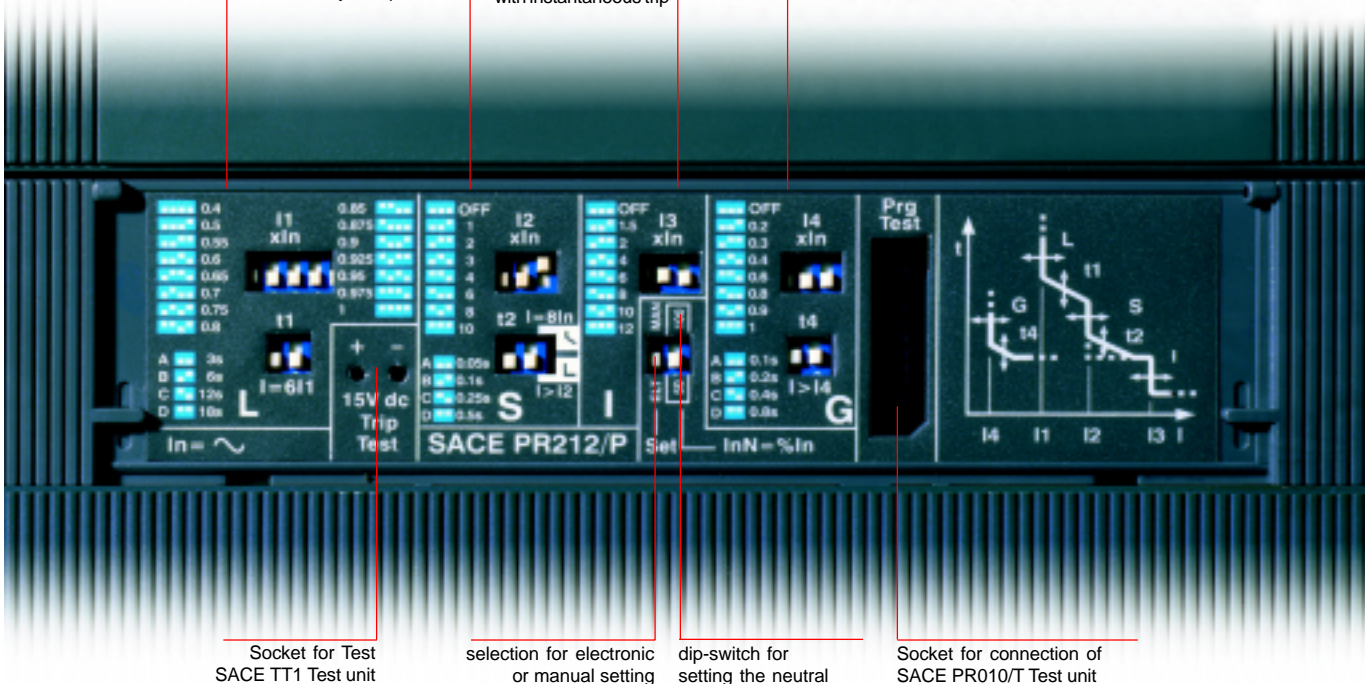 with instantaneous trip
0.4
0.5
0.55
0.6
0.65
0.7
0.75
0.8
I1
xIn
0.85
0.875
0.9
0.925
0.95
0.975
1
t1
I=6I1
A 3s
B 6s
C 12s
D 18s
L
In=
+ −
15V dc
Trip
Test
OFF
1
2
3
4
6
8
10
I2
xIn
t2 I=8In
I>I2
A 0.05s
B 0.1s
C 0.25s
D 0.5s
S
SACE PR212/P
OFF
1.5
2
4
6
8
10
12
I3
xIn
MAN
I
Set
InN=%In
OFF
0.2
0.3
0.4
0.6
0.8
0.9
1
I4
xIn
t4
I>I4
A 0.1s
B 0.2s
C 0.4s
D 0.8s
G
Prg
Test
t
L
t1
G
t4
S
t2
I
I4 I1 I2 I3 I
Socket for Test
SACE TT1 Test unit
selection for electronic
or manual setting
dip-switch for
setting the neutral
Socket for connection of
SACE PR010/T Test unit